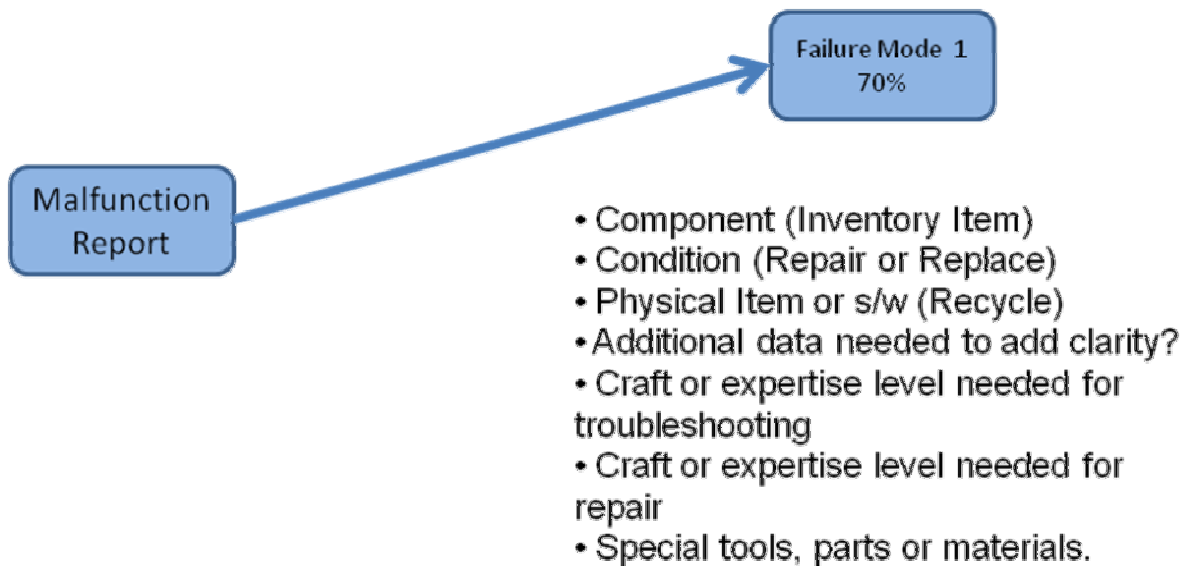 Failure Mode 1
70%
Malfunction
Report
• Component (Inventory Item)
• Condition (Repair or Replace)
• Physical Item or s/w (Recycle)
• Additional data needed to add clarity?
• Craft or expertise level needed for
troubleshooting
• Craft or expertise level needed for
repair
• Special tools, parts or materials.